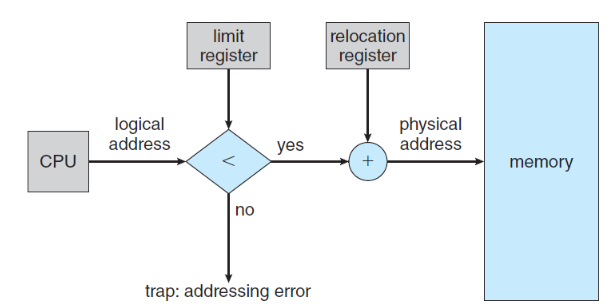 limit
register
relocation
register
logical
address
physical
address
CPU
<
yes
+
memory
no
trap: addressing error